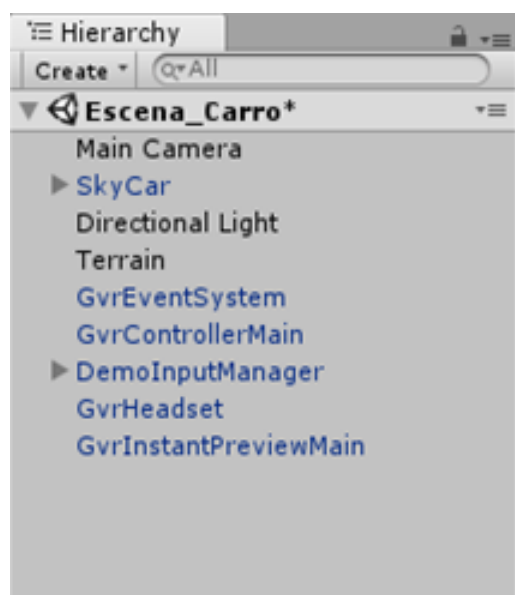 Hierarchy
Create All
Escena_Carro*
Main Camera
SkyCar
Directional Light
Terrain
GvrEventSystem
GvrControllerMain
DemoInputManager
GvrHeadset
GvrInstantPreviewMain